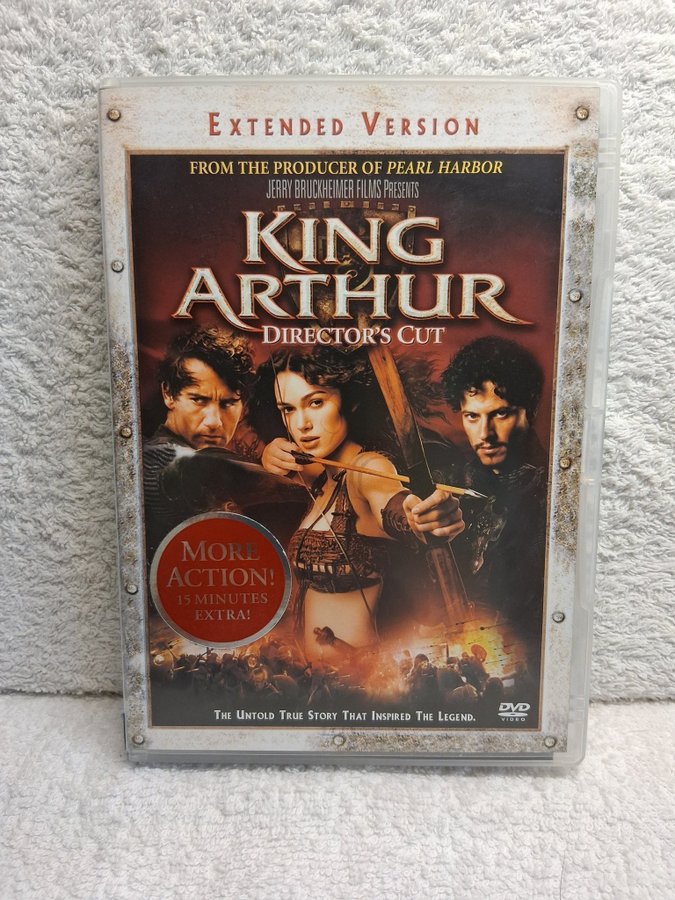 EXTENDED VERSION
FROM THE PRODUCER OF PEARL HARBOR
JERRY BRUCKHEIMER FILMS PRESENTS
KING
ARTHUR
DIRECTOR'S CUT
MORE
ACTION!
15 MINUTES
EXTRA!
THE UNTOLD TRUE STORY THAT INSPIRED THE LEGEND.
DVD
VIDEO